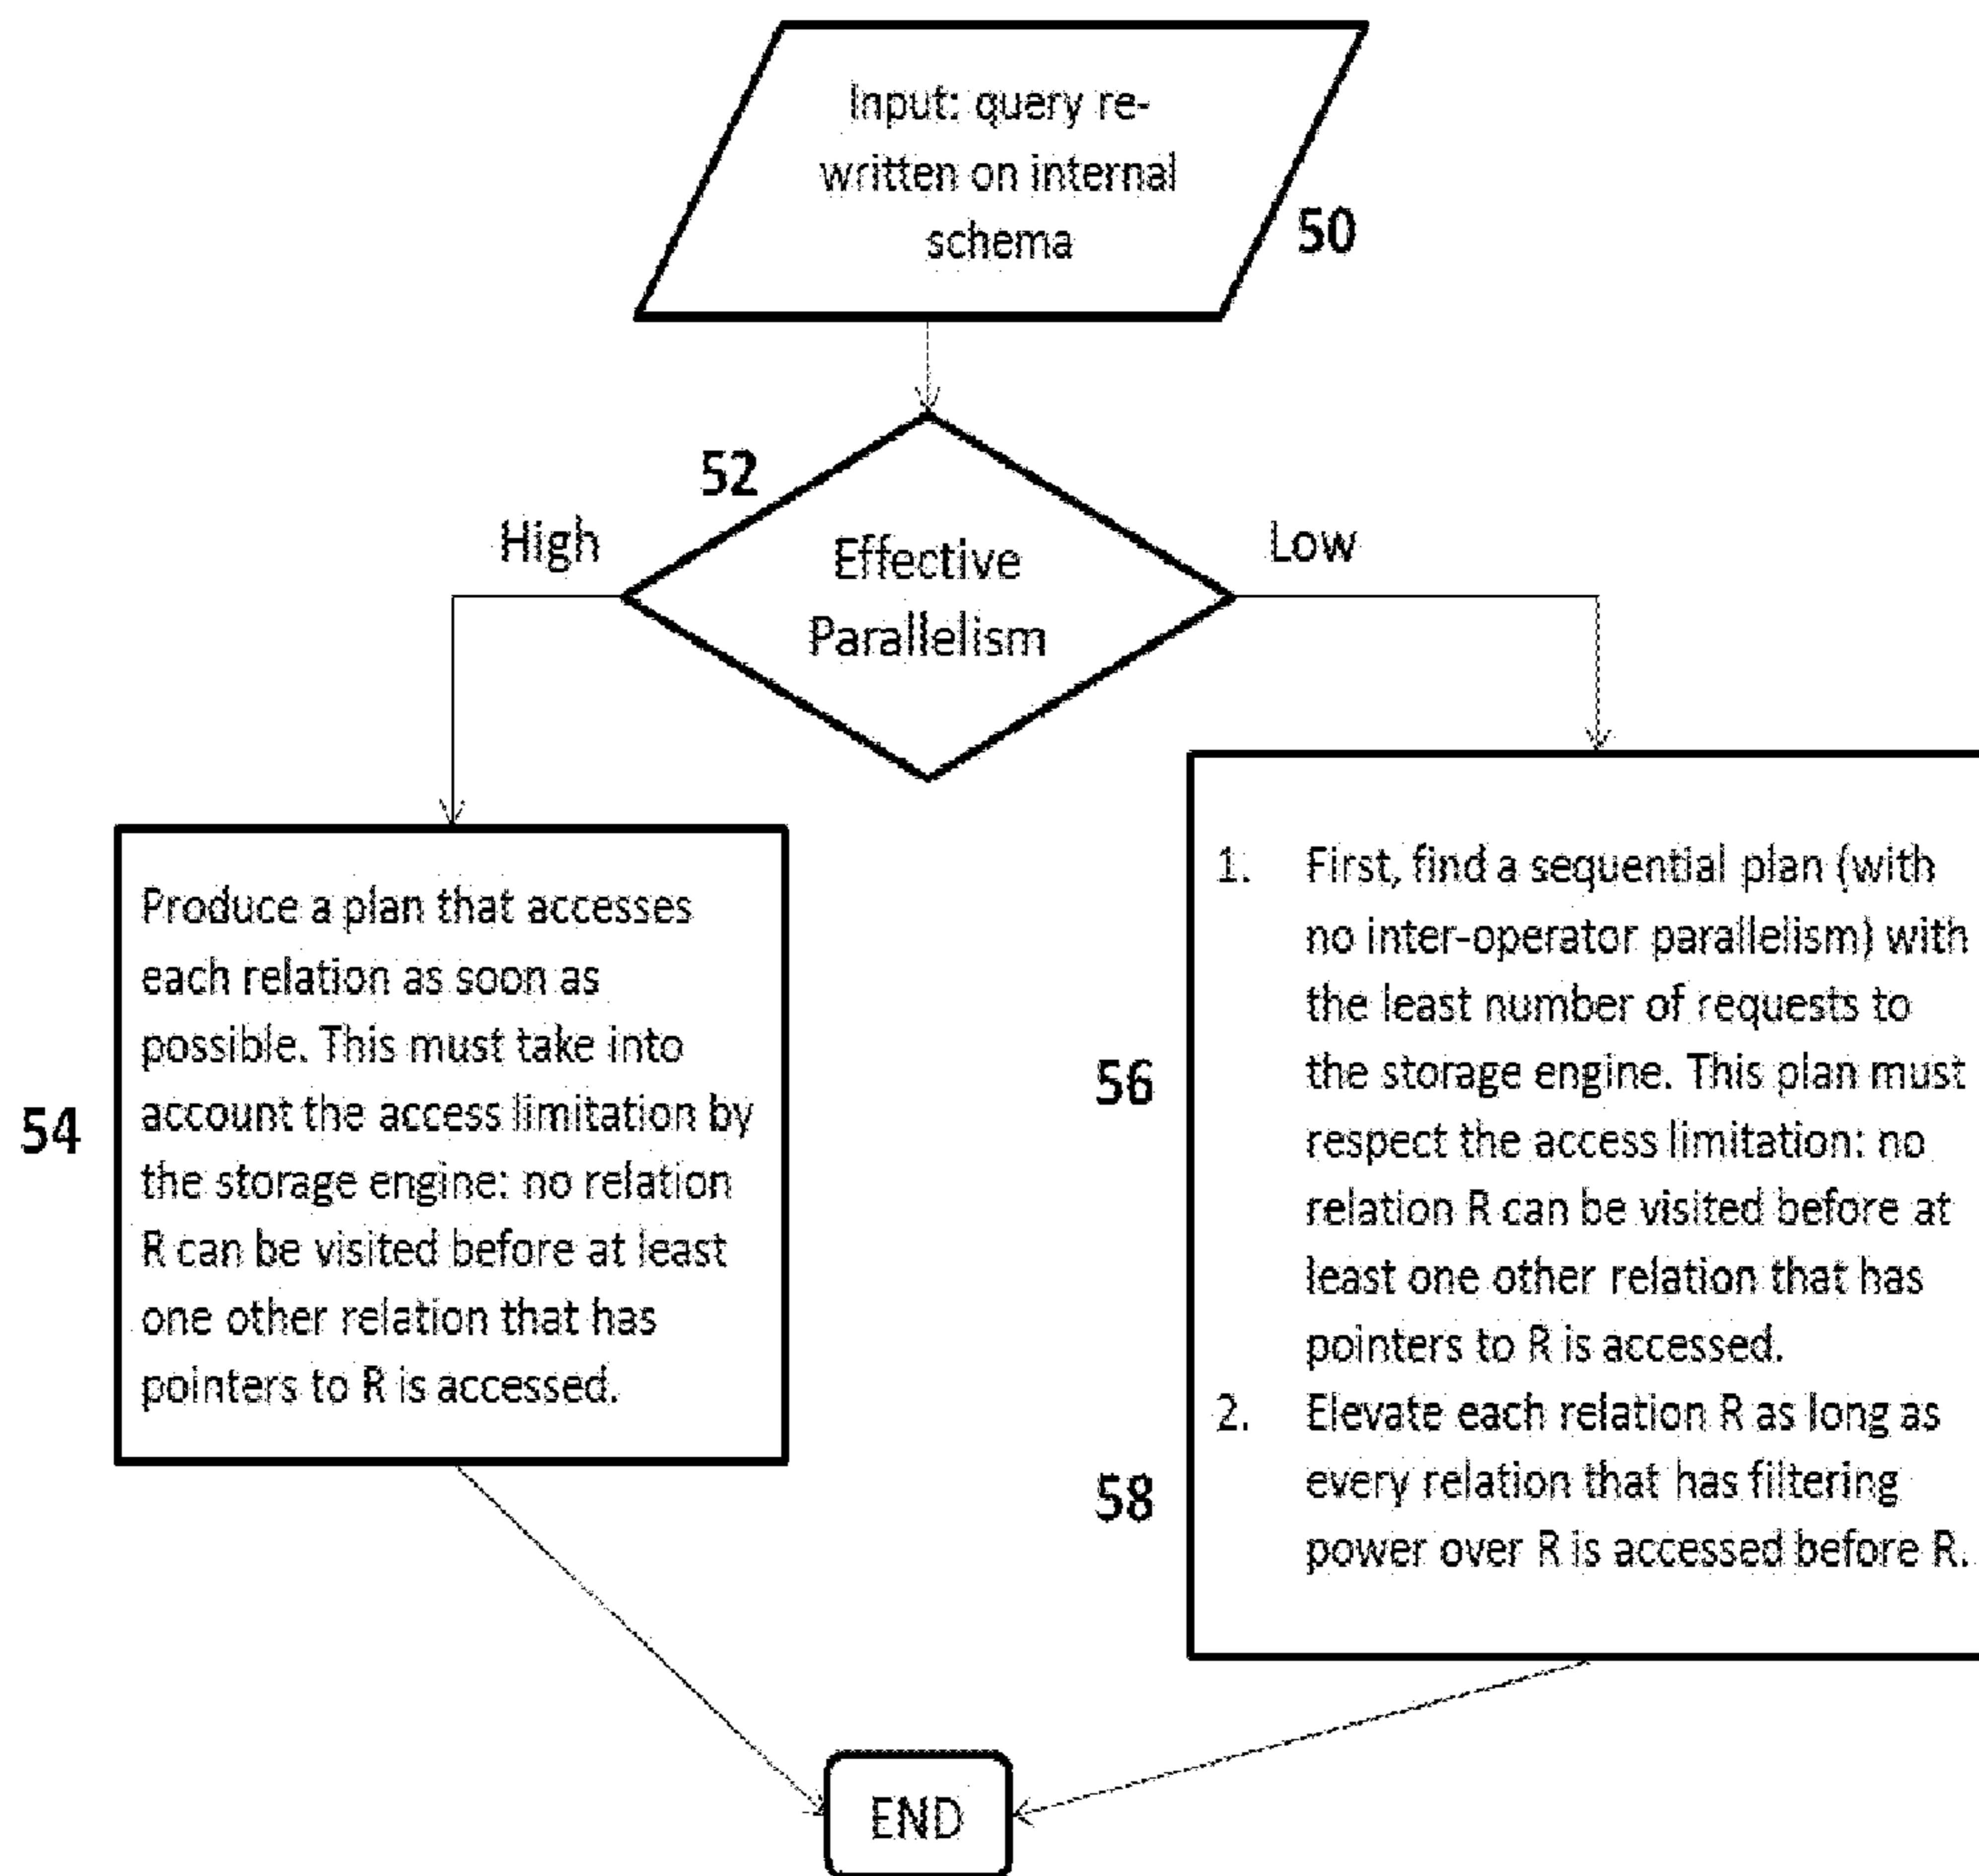 Input: query re-
written on internal
schema
50
52
High
Low
Effective
Parallelism
54
Produce a plan that accesses
each relation as soon as
possible. This must take into
account the access limitation by
the storage engine: no relation
R can be visited before at least
one other relation that has
pointers to R is accessed.
56
1. First, find a sequential plan (with
no inter-operator parallelism) with
the least number of requests to
the storage engine. This plan must
respect the access limitation: no
relation R can be visited before at
least one other relation that has
pointers to R is accessed.
58
2. Elevate each relation R as long as
every relation that has filtering
power over R is accessed before R.
END